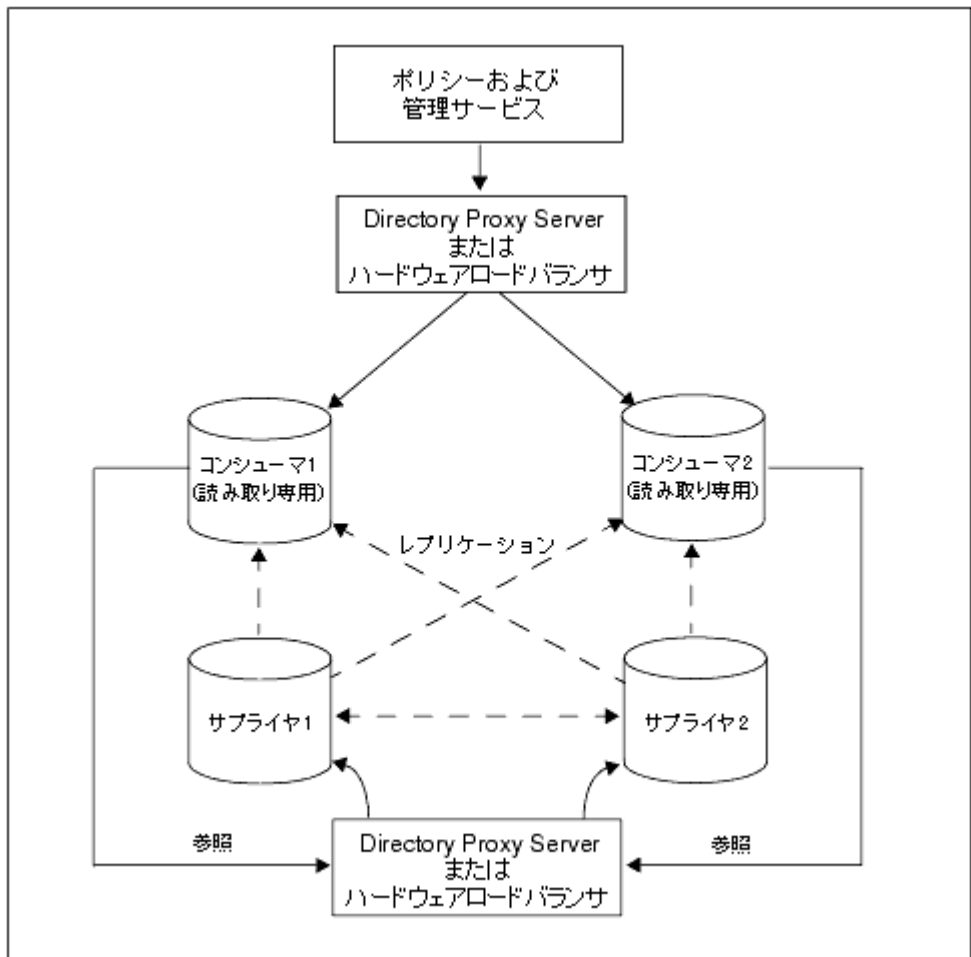 ポリシーおよび
管理サービス
Directory Proxy Server
または
ハードウェアロードバランサ
コンシューマ1
(読み取り専用)
コンシューマ2
(読み取り専用)
レプリケーション
サプライヤ1
サプライヤ2
参照
Directory Proxy Server
または
ハードウェアロードバランサ
参照